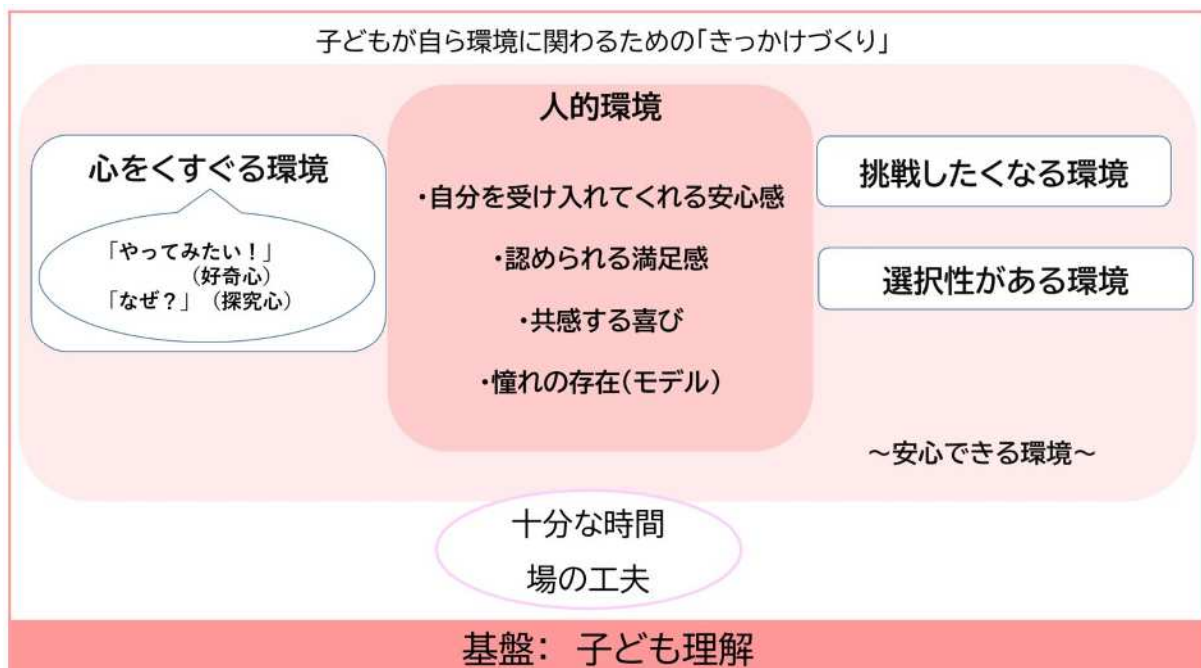 子どもが自ら環境に関わるための「きっかけづくり」
人的環境
・自分を受け入れてくれる安心感
・認められる満足感
・共感する喜び
・憧れの存在(モデル)
心をくすぐる環境
「やってみたい！」
(好奇心)
「なぜ？」(探究心)
挑戦したくなる環境
選択性がある環境
～安心できる環境～
十分な時間
場の工夫
基盤： 子ども理解